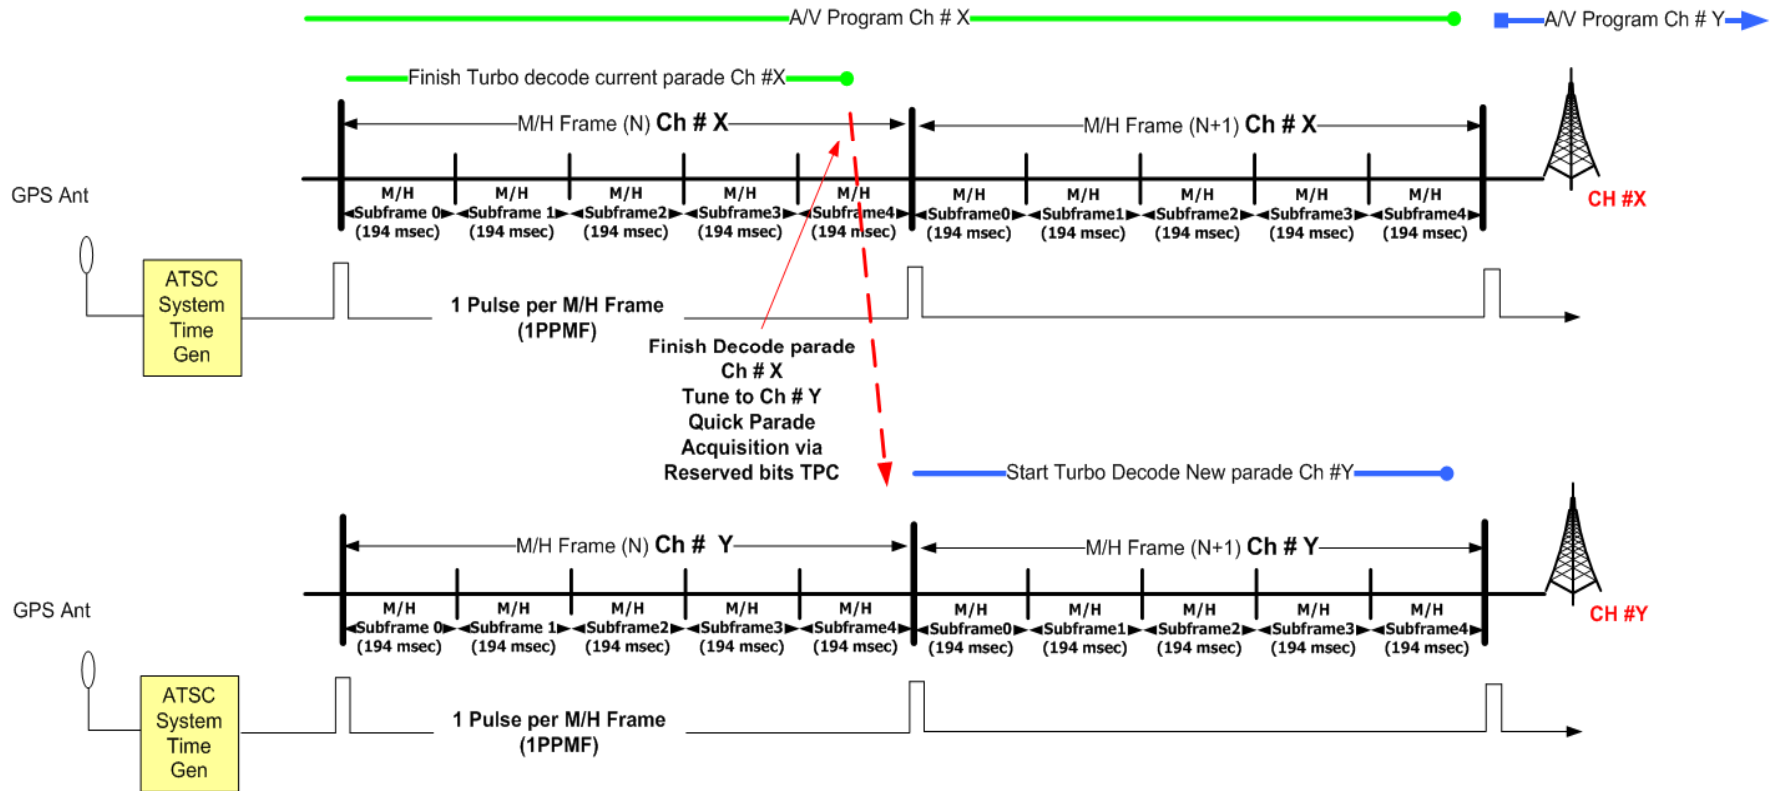 A/V Program Ch # X
A/V Program Ch # Y
Finish Turbo decode current parade Ch #X
M/H Frame (N) Ch # X
M/H Frame (N+1) Ch # X
GPS Ant
M/H
Subframe 0
(194 msec)
M/H
Subframe 1
(194 msec)
M/H
Subframe2
(194 msec)
M/H
Subframe3
(194 msec)
M/H
Subframe4
(194 msec)
M/H
Subframe0
(194 msec)
M/H
Subframe1
(194 msec)
M/H
Subframe2
(194 msec)
M/H
Subframe3
(194 msec)
M/H
Subframe4
(194 msec)
CH #X
ATSC
System
Time
Gen
1 Pulse per M/H Frame
(1PPMF)
Finish Decode parade
Ch # X
Tune to Ch # Y
Quick Parade
Acquisition via
Reserved bits TPC
Start Turbo Decode New parade Ch #Y
M/H Frame (N) Ch # Y
M/H Frame (N+1) Ch # Y
GPS Ant
M/H
Subframe 0
(194 msec)
M/H
Subframe 1
(194 msec)
M/H
Subframe2
(194 msec)
M/H
Subframe3
(194 msec)
M/H
Subframe4
(194 msec)
M/H
Subframe0
(194 msec)
M/H
Subframe1
(194 msec)
M/H
Subframe2
(194 msec)
M/H
Subframe3
(194 msec)
M/H
Subframe4
(194 msec)
CH #Y
ATSC
System
Time
Gen
1 Pulse per M/H Frame
(1PPMF)